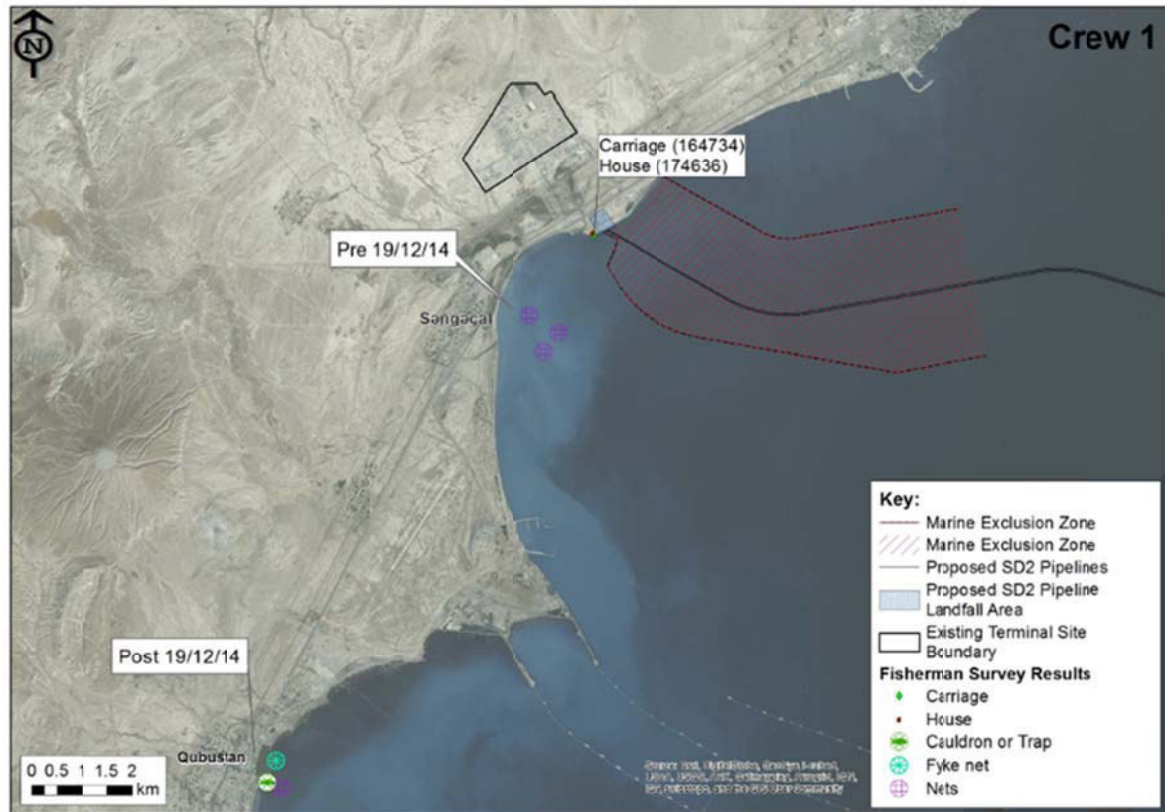 N
Crew 1
Carriage (164734)
House (174636)
Pre 19/12/14
Səngəçal
Post 19/12/14
Qubustan
0 0.5 1 1.5 2
km
Key:
Marine Exclusion Zone
Marine Exclusion Zone
Proposed SD2 Pipelines
Proposed SD2 Pipeline
Landfall Area
Existing Terminal Site
Boundary
Fisherman Survey Results
Carriage
House
Cauldron or Trap
Fyke net
Nets